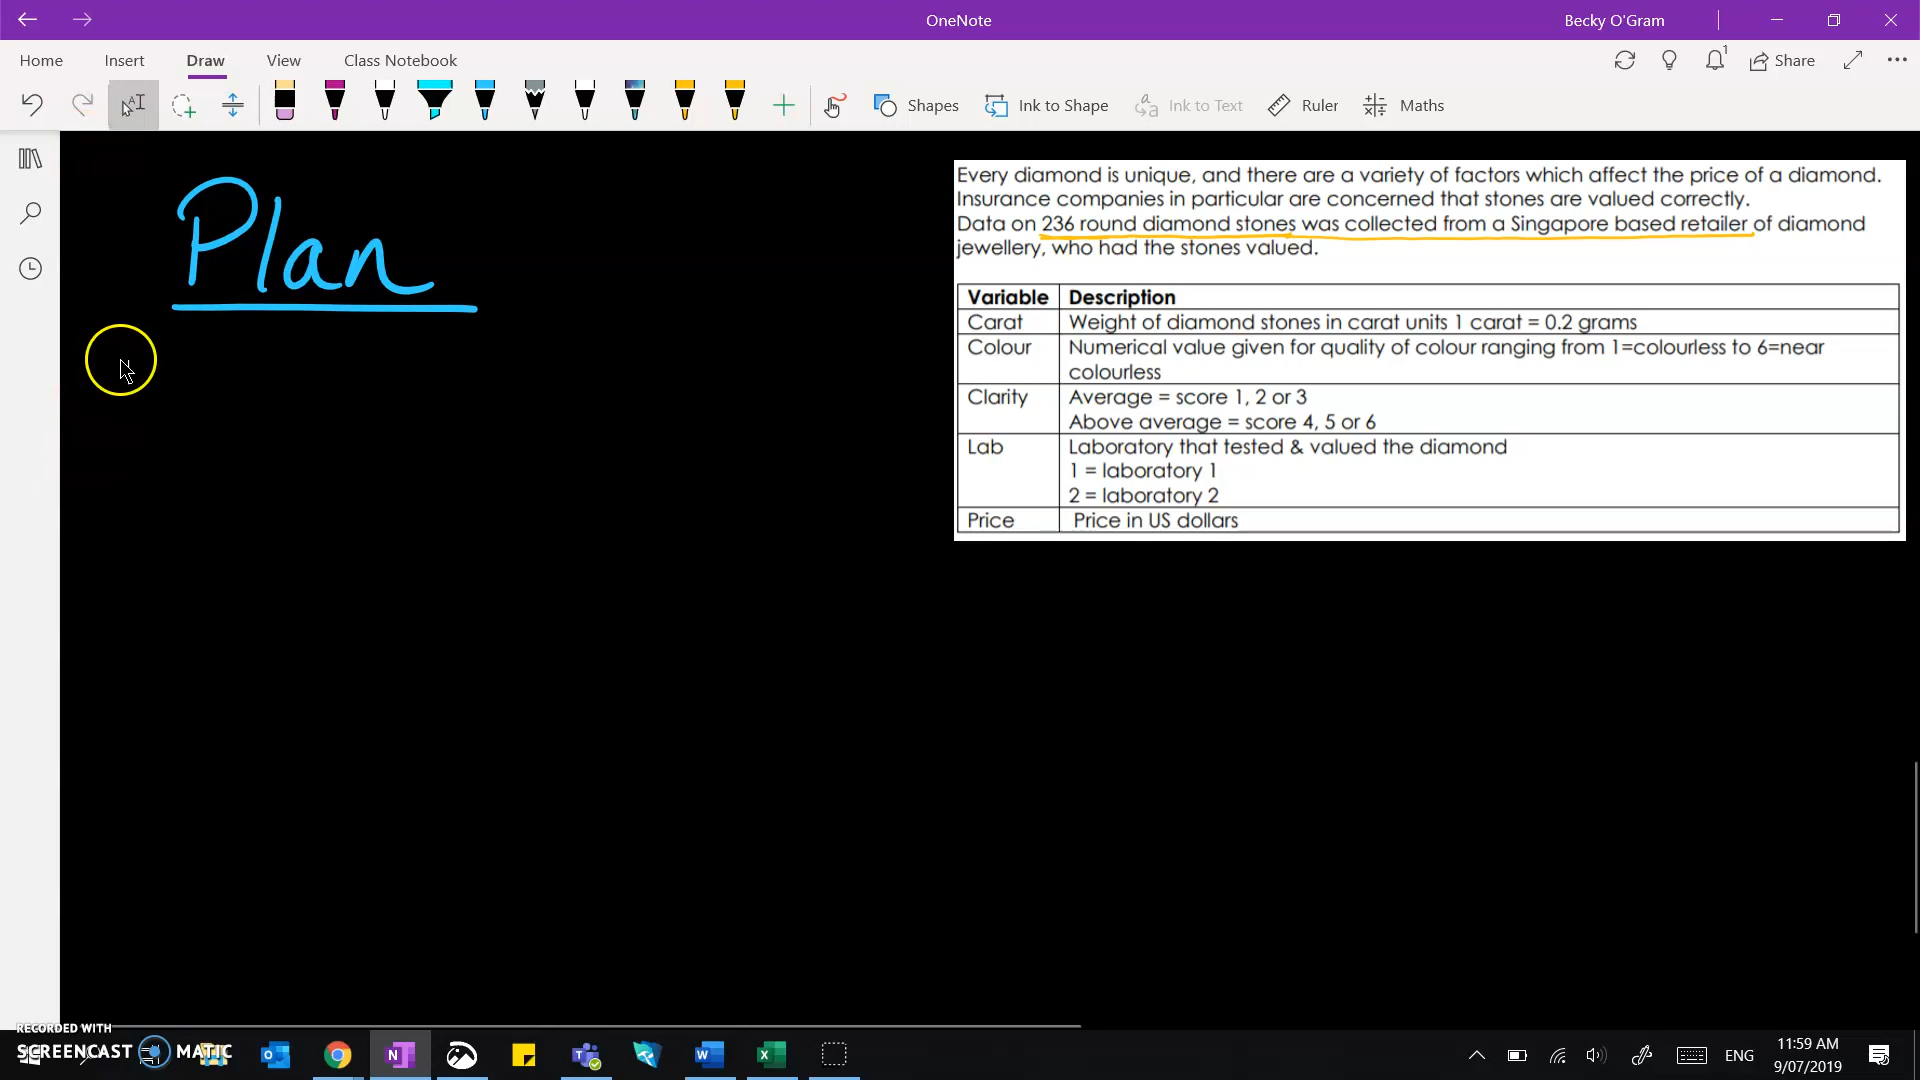 OneNote
Becky O'Gram
Home Insert Draw View Class Notebook
1
Share
AI
Shapes
Ink to Shape
a
a
Ink to Text
Ruler
Maths
Plan
Every diamond is unique, and there are a variety of factors which affect the price of a diamond.
Insurance companies in particular are concerned that stones are valued correctly.
Data on 236 round diamond stones was collected from a Singapore based retailer of diamond
jewellery, who had the stones valued.
Variable Description
Carat Weight of diamond stones in carat units 1 carat = 0.2 grams
Colour Numerical value given for quality of colour ranging from 1=colourless to 6=near
colourless
Clarity Average = score 1, 2 or 3
Above average = score 4, 5 or 6
Lab Laboratory that tested & valued the diamond
1 = laboratory 1
2 = laboratory 2
Price Price in US dollars
RECORDED WITH
SCREENCAST MATIC
ENG
11:59 AM
9/07/2019